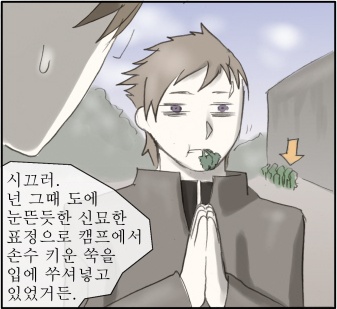 시끄러.
넌 그때 도에
눈뜬듯한 신묘한
표정으로 캠프에서
손수 키운 쑥을
입에 쑤셔넣고
있었거든.